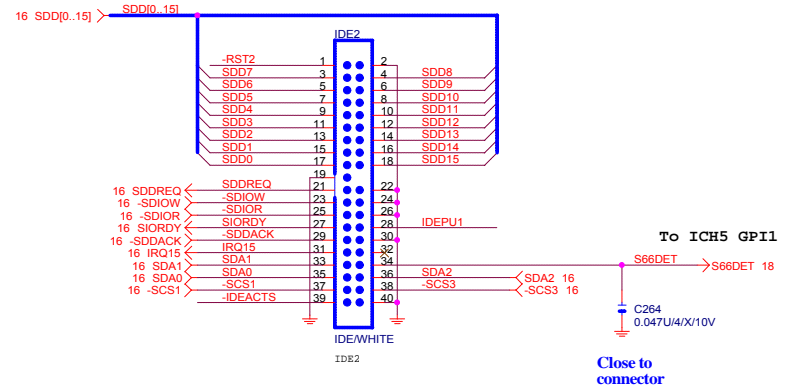 16 SDD[0..15] SDD[0..15]
IDE2
-RST2 1 2
SDD7 3 4 SDD8
SDD6 5 6 SDD9
SDD5 7 8 SDD10
SDD4 9 10 SDD11
SDD3 11 12 SDD12
SDD2 13 14 SDD13
SDD1 15 16 SDD14
SDD0 17 18 SDD15
19
16 SDDREQ SDDREQ 21 22
16 -SDIOW -SDIOW 23 24
16 -SDIOR -SDIOR 25 26
16 SIORDY SIORDY 27 28 IDEPU1
16 -SDDACK -SDDACK 29 30
16 IRQ15 IRQ15 31 32
To ICH5 GPI1
16 SDA1 SDA1 33 34 S66DET S66DET 18
16 SDA0 SDA0 35 36 SDA2 SDA2 16
16 -SCS1 -SCS1 37 38 -SCS3 -SCS3 16
-IDEACTS 39 40
C264
0.047U/4/X/10V
IDE/WHITE
IDE2
Close to
connector